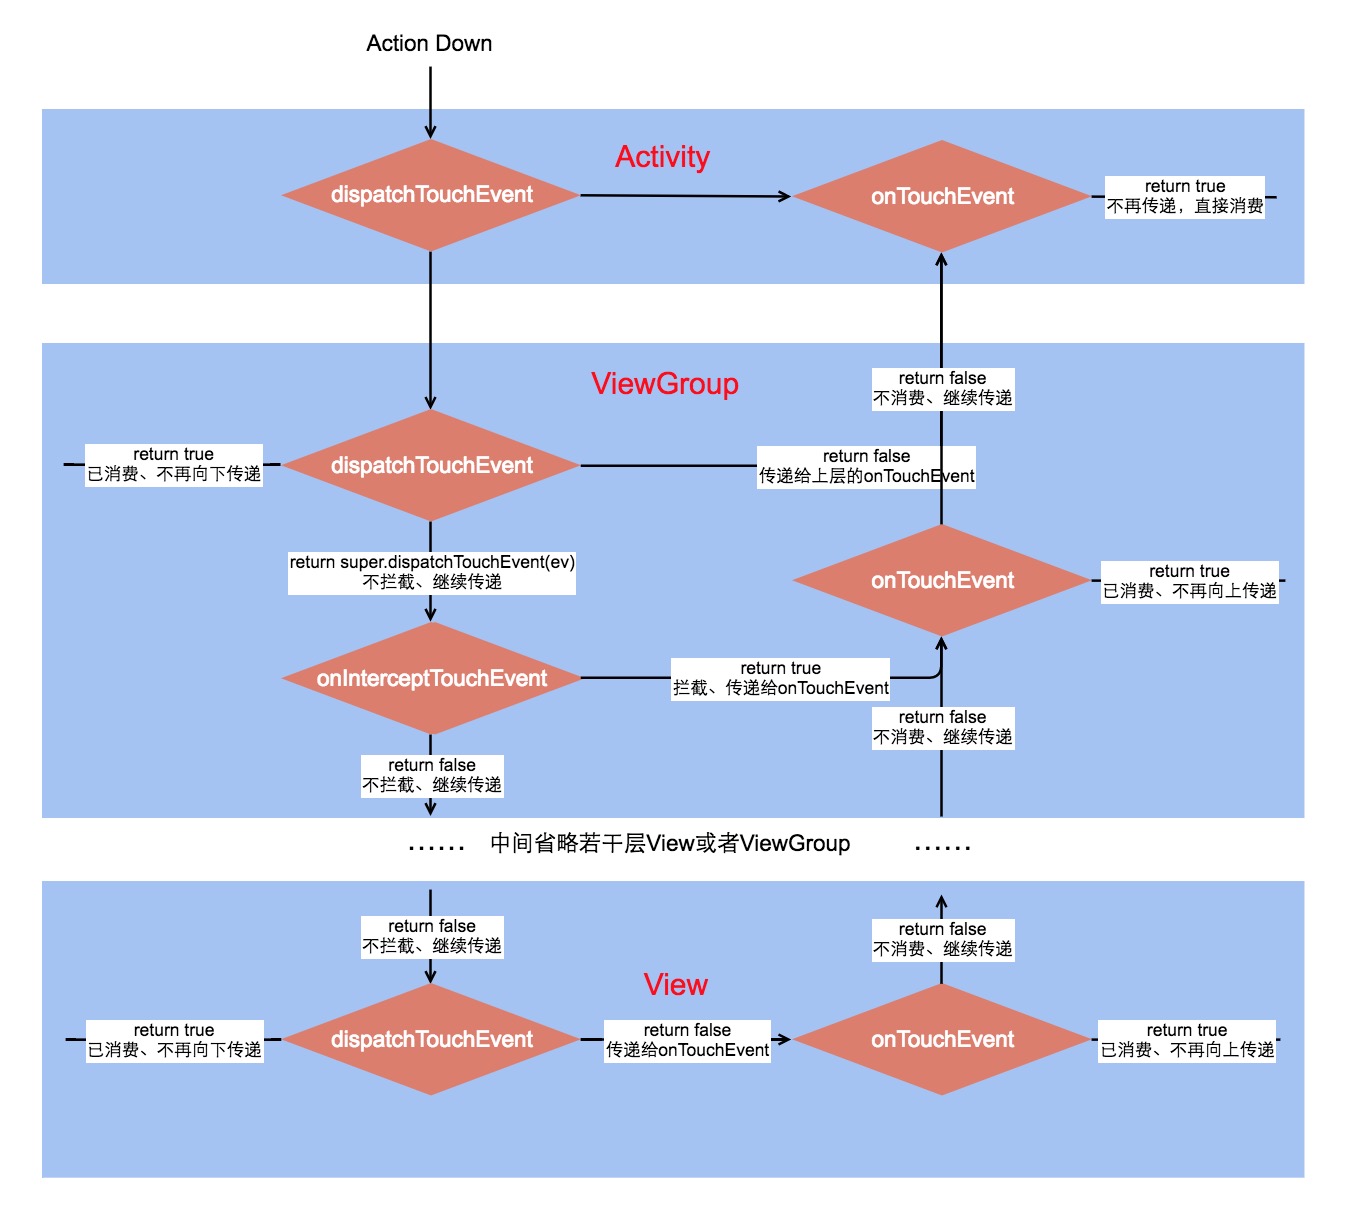 Action Down
Activity
dispatchTouchEvent
onTouchEvent
return true
不再传递，直接消费
ViewGroup
return false
不消费、继续传递
return true
已消费、不再向下传递
dispatchTouchEvent
return false
传递给上层的onTouchEvent
return super.dispatchTouchEvent(ev)
不拦截、继续传递
onTouchEvent
return true
已消费、不再向上传递
onInterceptTouchEvent
return true
拦截、传递给onTouchEvent
return false
不消费、继续传递
return false
不拦截、继续传递
...... 中间省略若干层View或者ViewGroup ......
return false
不拦截、继续传递
return false
不消费、继续传递
View
return true
已消费、不再向下传递
dispatchTouchEvent
return false
传递给onTouchEvent
onTouchEvent
return true
已消费、不再向上传递